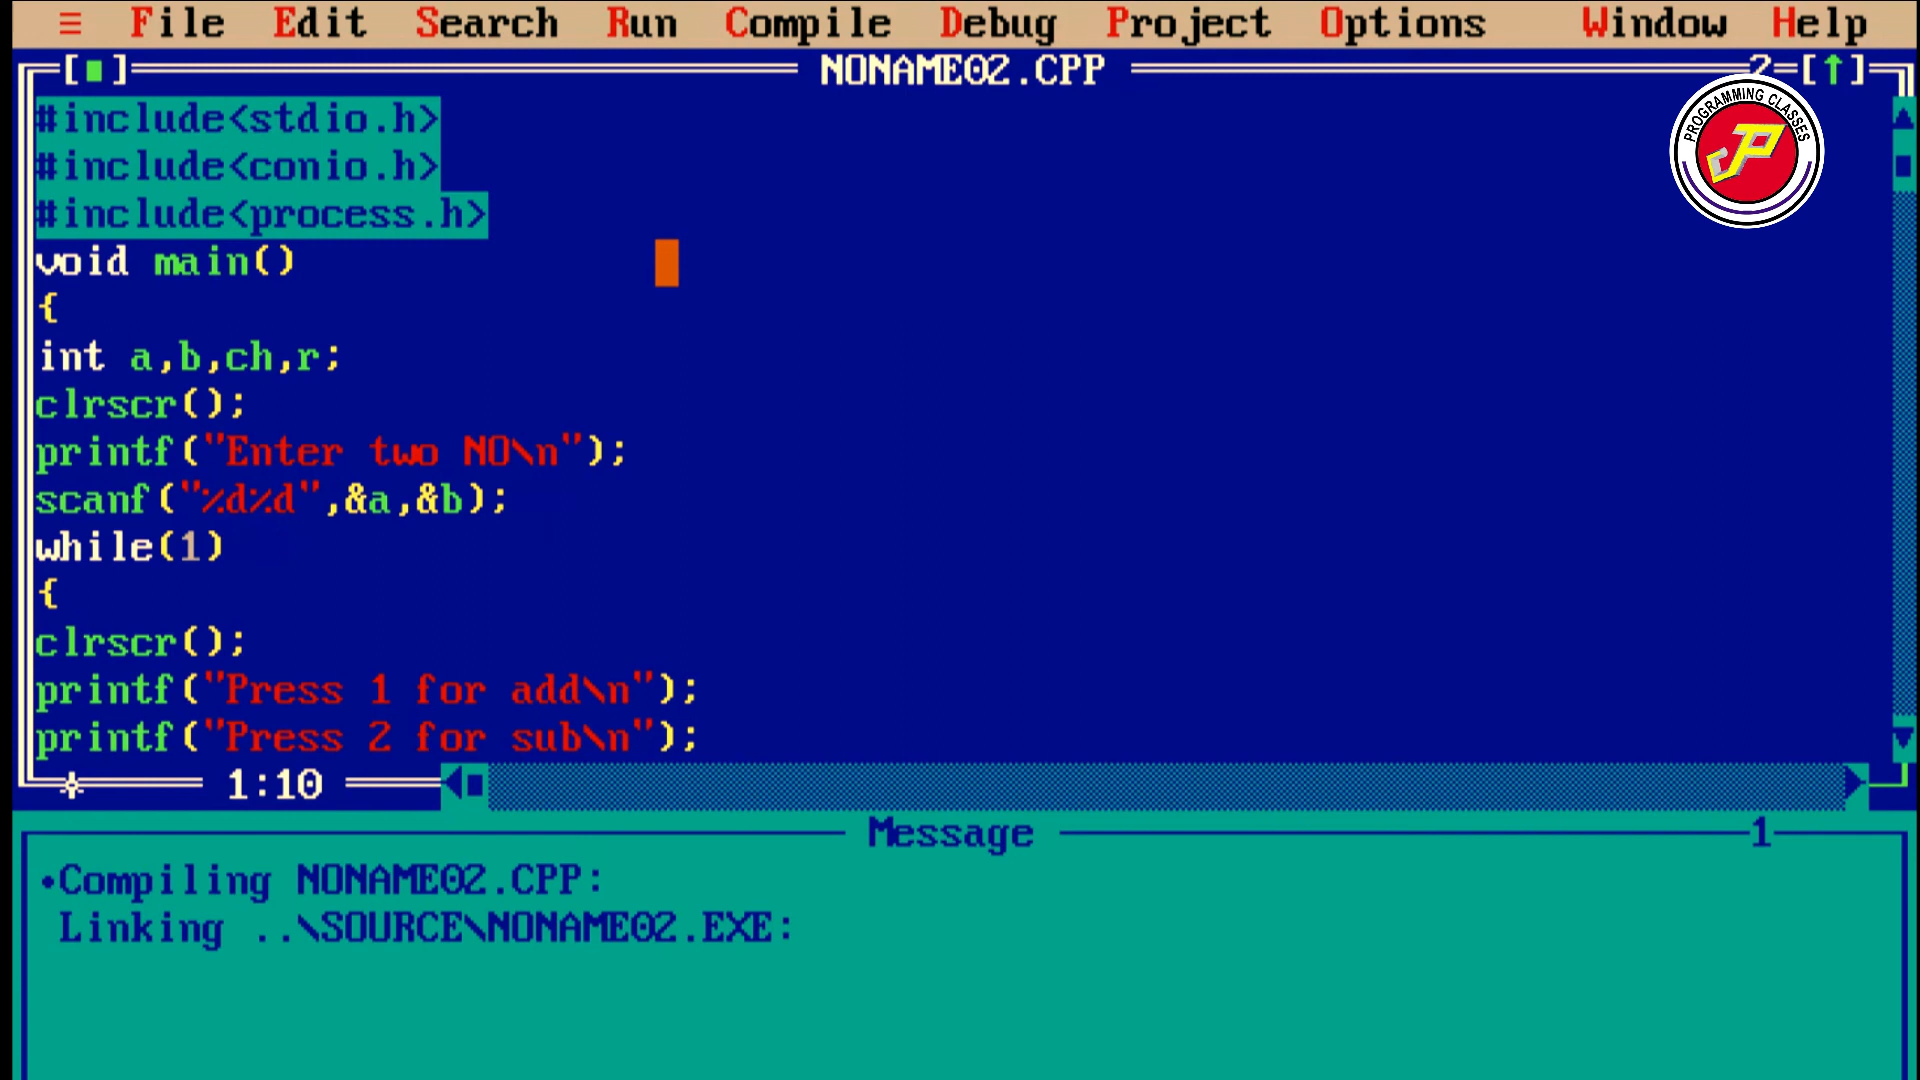 ≡ File Edit Search Run Compile Debug Project Options Window Help
[■] NONAME02.CPP 2=[↑]
PROGRAMMING CLASSES
JP
#include<stdio.h>
#include<conio.h>
#include<process.h>
void main()
{
int a,b,ch,r;
clrscr();
printf("Enter two NO\n");
scanf("%d%d",&a,&b);
while(1)
{
clrscr();
printf("Press 1 for add\n");
printf("Press 2 for sub\n");
1:10
Message 1
•Compiling NONAME02.CPP:
Linking ..\SOURCE\NONAME02.EXE: